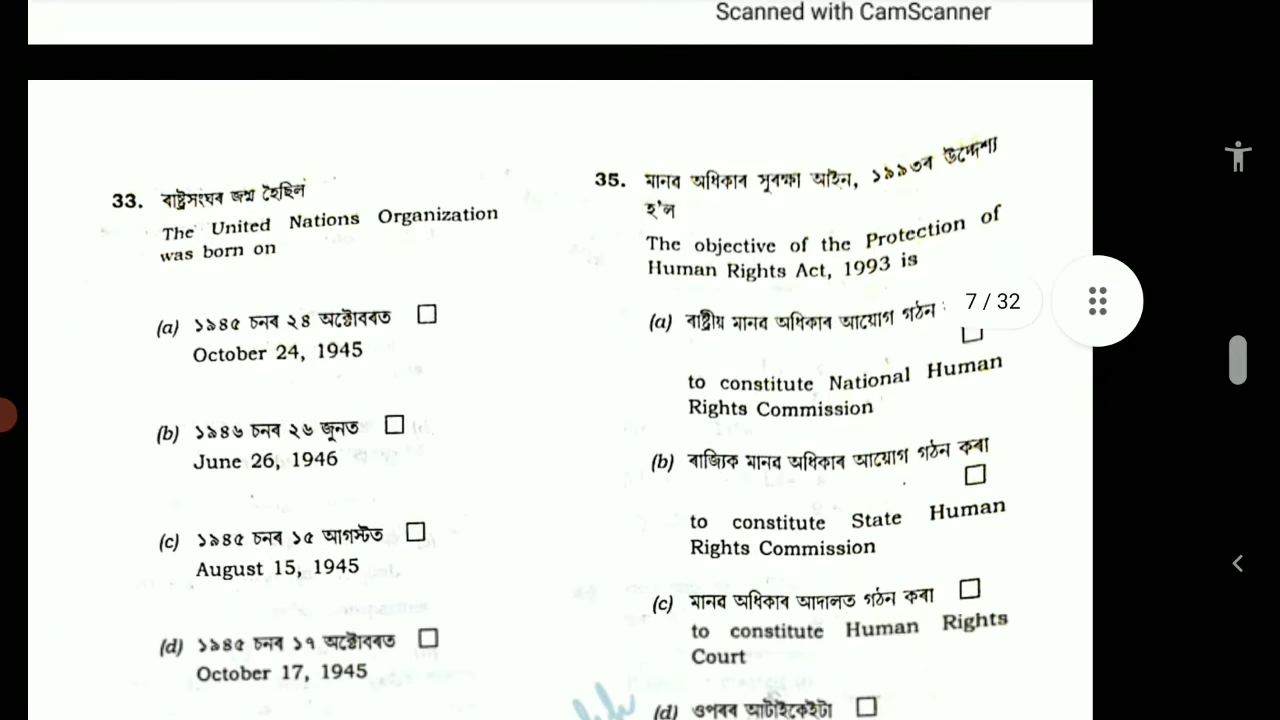 Scanned with CamScanner
33. ৰাষ্ট্ৰসংঘৰ জন্ম হৈছিল
The United Nations Organization
was born on
(a) ১৯৪৫ চনৰ ২৪ অক্টোবৰত
October 24, 1945
(b) ১৯৪৬ চনৰ ২৬ জুনত
June 26, 1946
(c) ১৯৪৫ চনৰ ১৫ আগস্টত
August 15, 1945
(d) ১৯৪৫ চনৰ ১৭ অক্টোবৰত
October 17, 1945
35. মানৱ অধিকাৰ সুৰক্ষা আইন, ১৯৯৩ৰ উদ্দেশ্য
হ'ল
The objective of the Protection of
Human Rights Act, 1993 is
(a) ৰাষ্ট্ৰীয় মানৱ অধিকাৰ আয়োগ গঠন
to constitute National Human
Rights Commission
(b) ৰাজ্যিক মানৱ অধিকাৰ আয়োগ গঠন কৰা
to constitute State Human
Rights Commission
(c) মানৱ অধিকাৰ আদালত গঠন কৰা
to constitute Human Rights
Court
(d) ওপৰৰ আটাইকেইটা
7 / 32